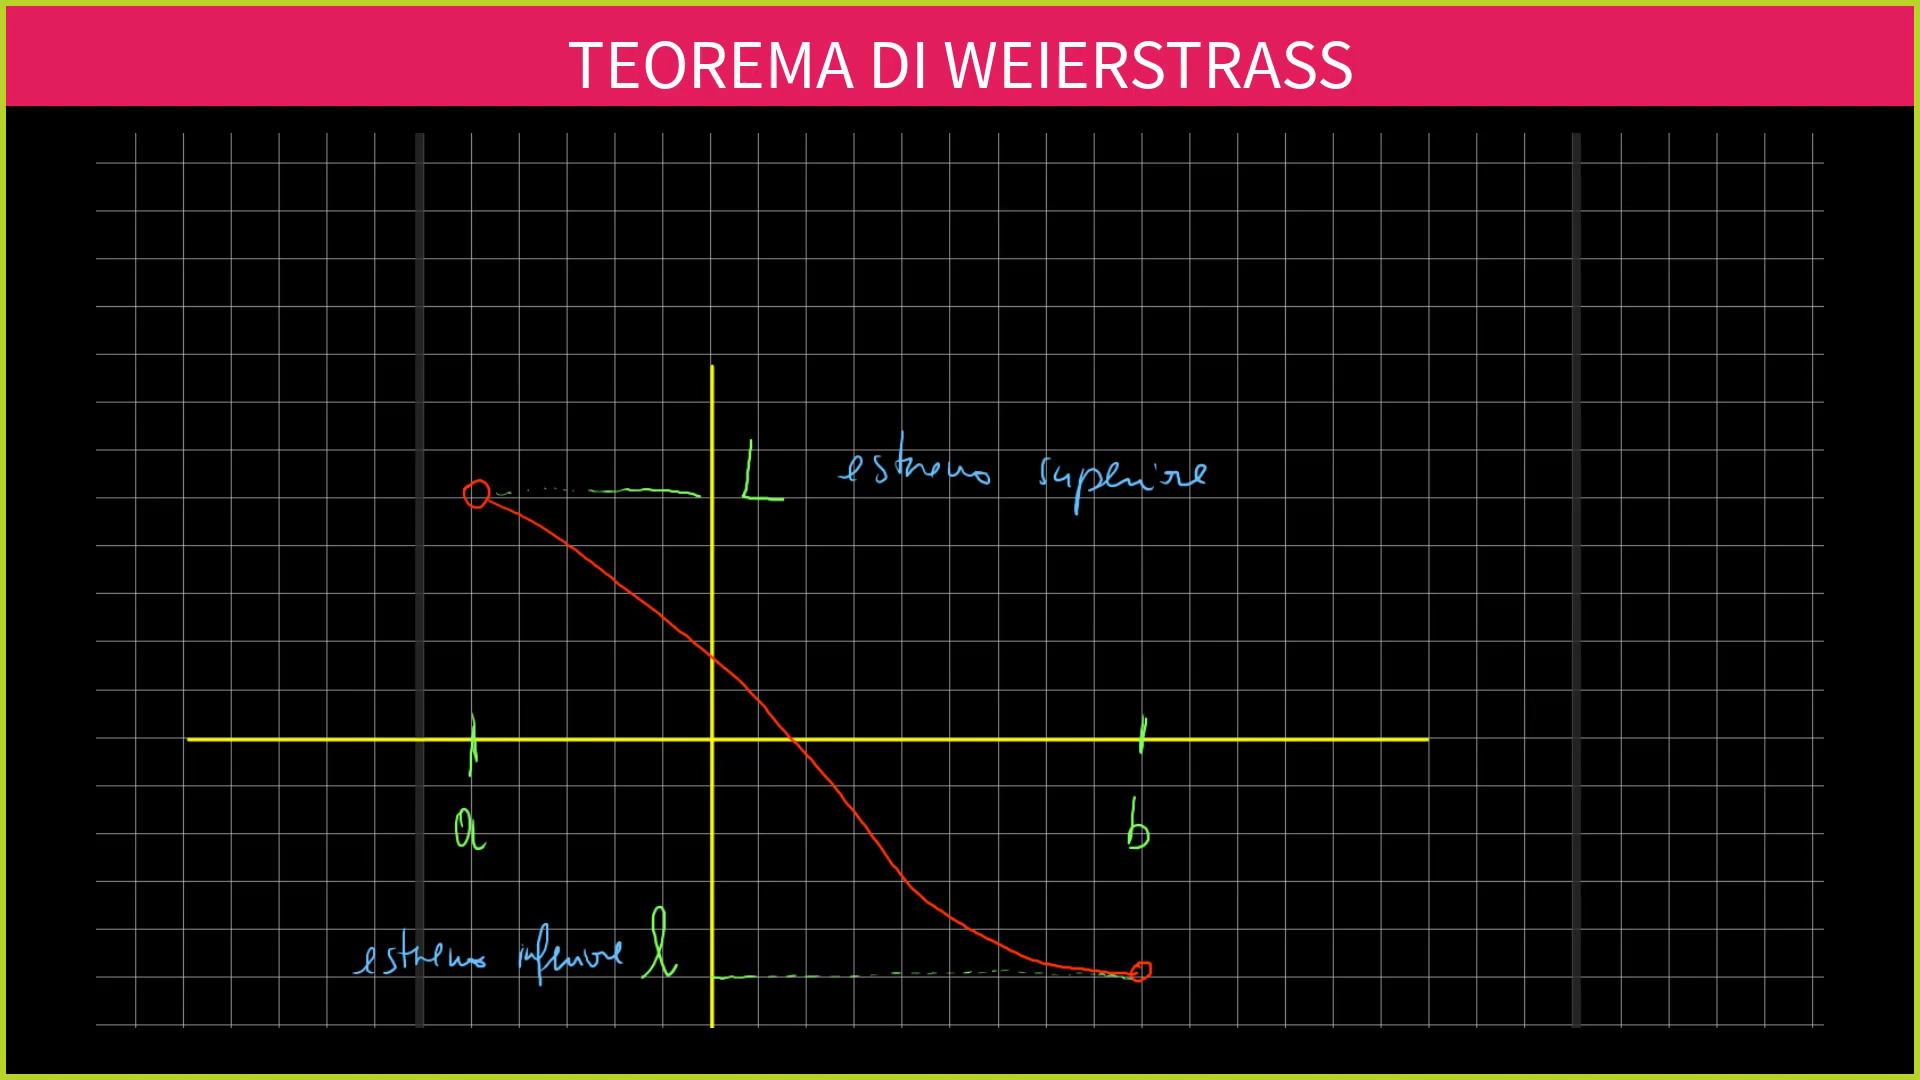 TEOREMA DI WEIERSTRASS
L estremo superiore
a
b
estremo inferiore l